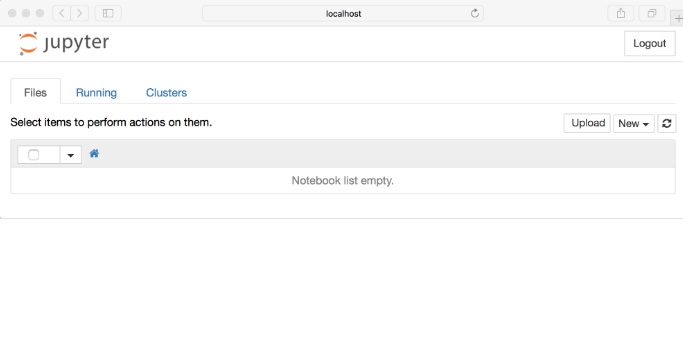 localhost
jupyter
Logout
Files Running Clusters
Select items to perform actions on them.
Upload New
Notebook list empty.